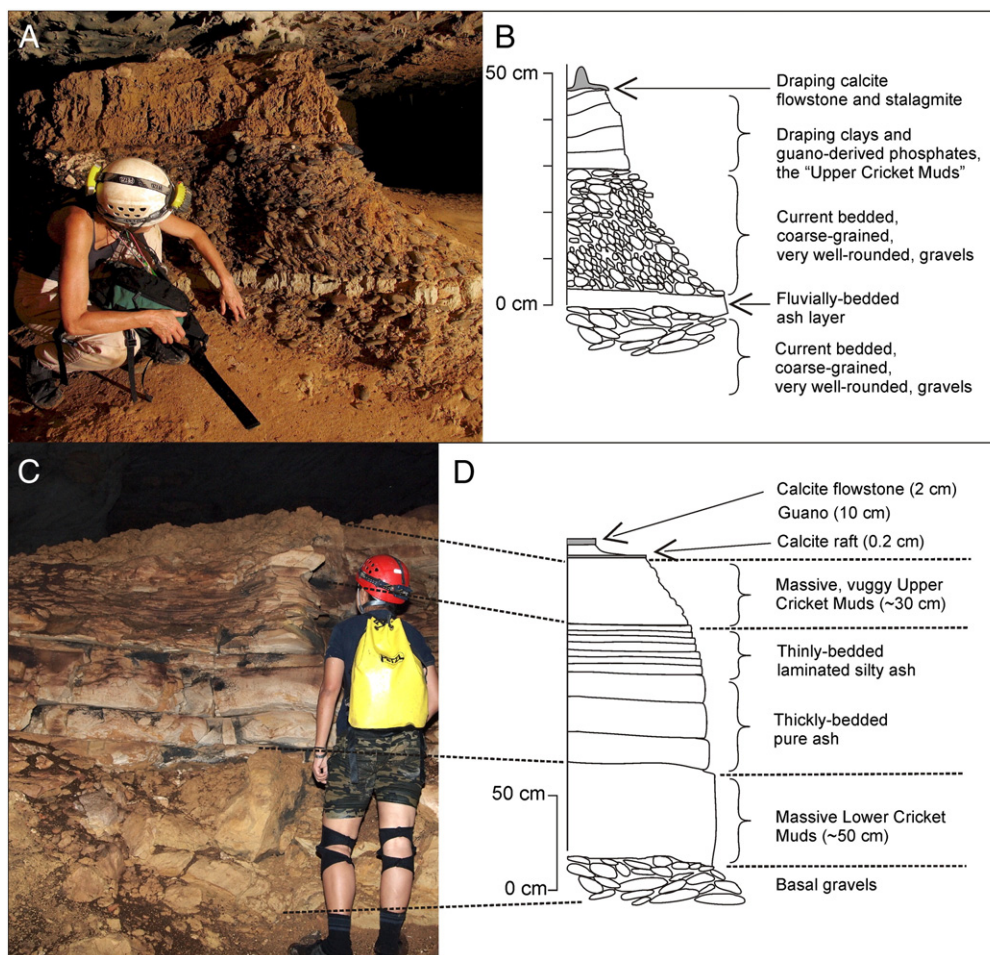 A
B
50 cm
0 cm
Draping calcite
flowstone and stalagmite
Draping clays and
guano-derived phosphates,
the “Upper Cricket Muds”
Current bedded,
coarse-grained,
very well-rounded, gravels
Fluvially-bedded
ash layer
Current bedded,
coarse-grained,
very well-rounded, gravels
C
PETZL
D
Calcite flowstone (2 cm)
Guano (10 cm)
Calcite raft (0.2 cm)
Massive, vuggy Upper
Cricket Muds (~30 cm)
Thinly-bedded
laminated silty ash
Thickly-bedded
pure ash
50 cm
Massive Lower Cricket
Muds (~50 cm)
0 cm
Basal gravels